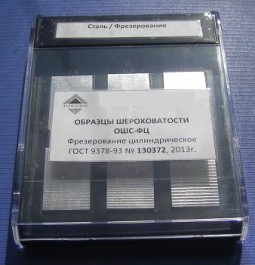 Сталь / Фрезерование
ОБРАЗЦЫ ШЕРОХОВАТОСТИ
ОШС-ФЦ
Фрезерование цилиндрическое
ГОСТ 9378-93 № 130372, 2013г.